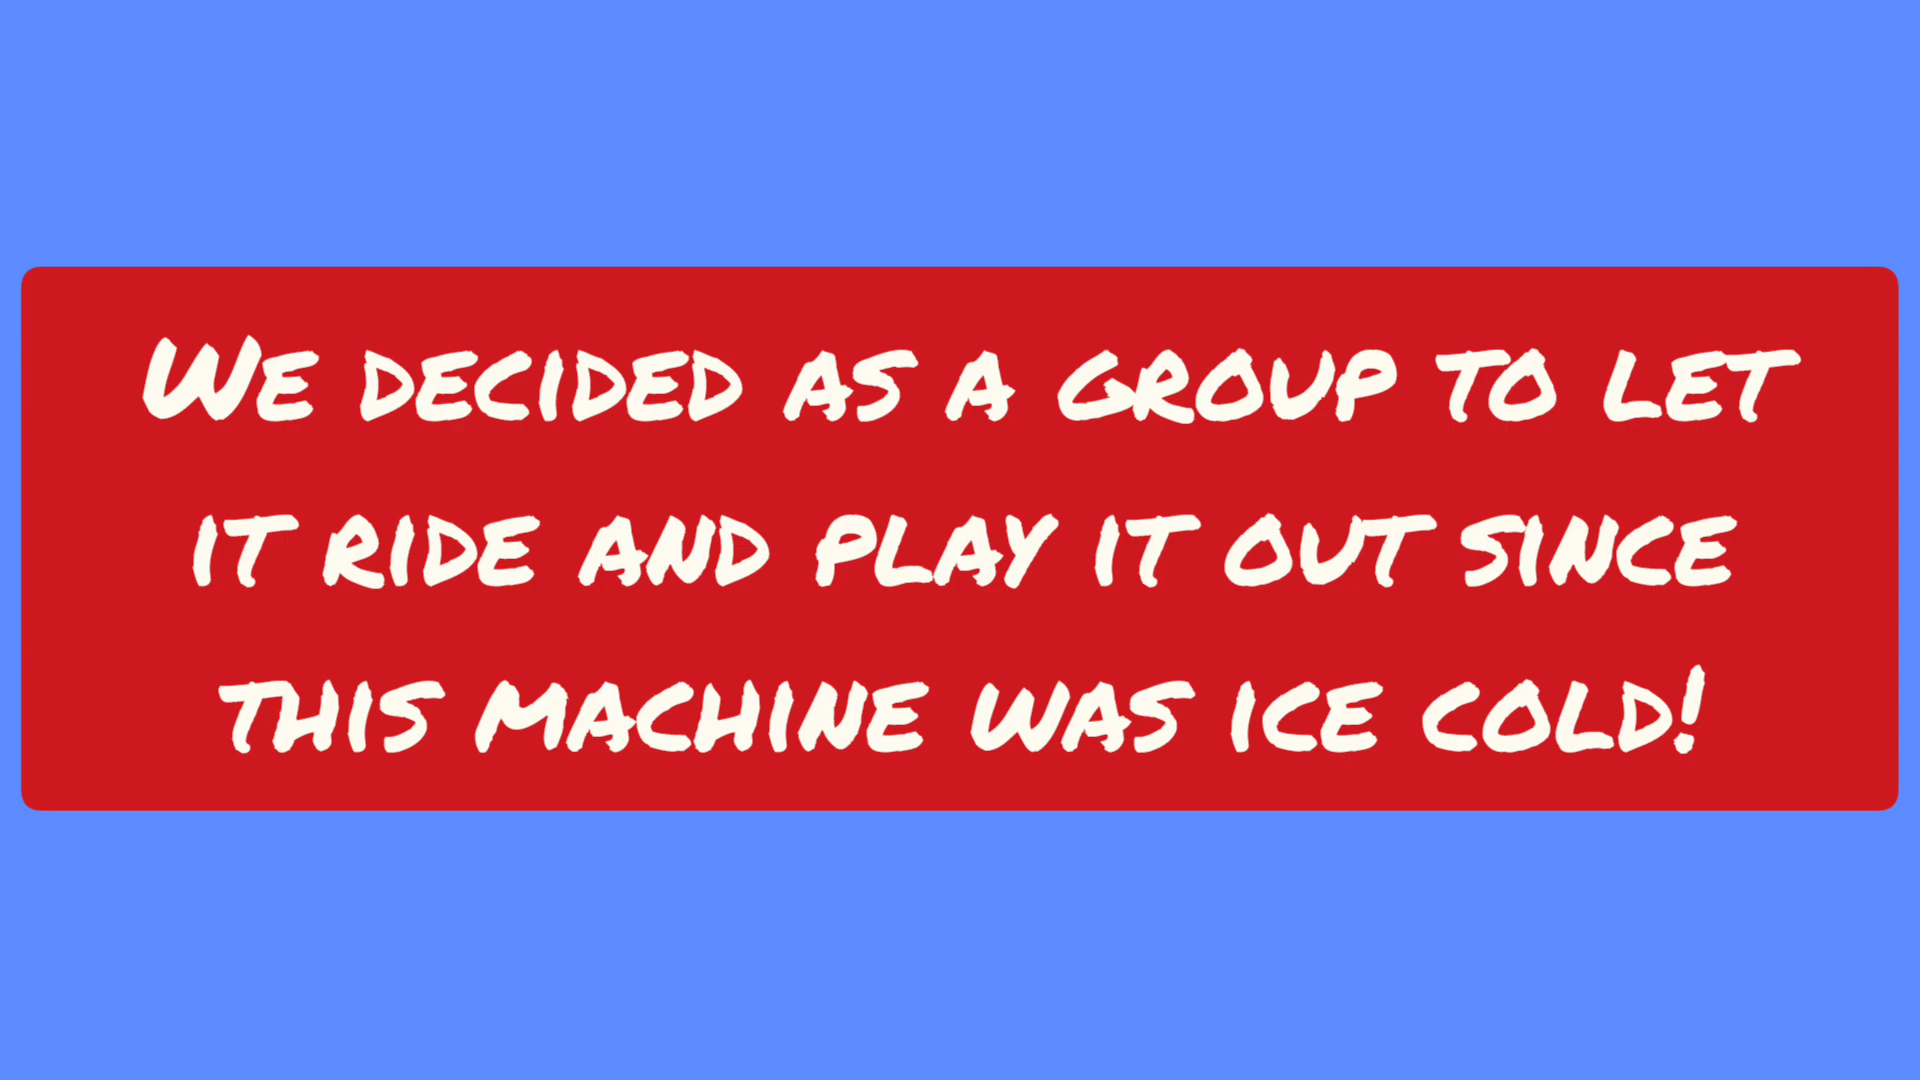 We decided as a group to let
it ride and play it out since
this machine was ice cold!